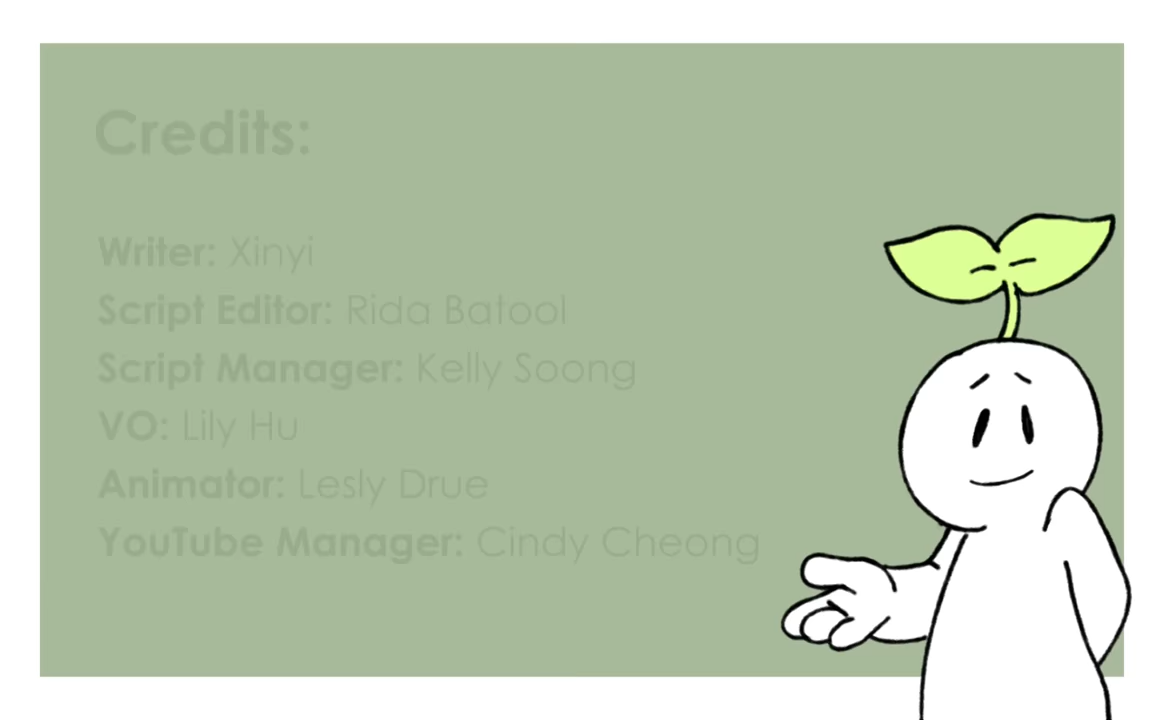 Credits:
Writer: Xinyi
Script Editor: Rida Batool
Script Manager: Kelly Soong
VO: Lily Hu
Animator: Lesly Drue
YouTube Manager: Cindy Cheong